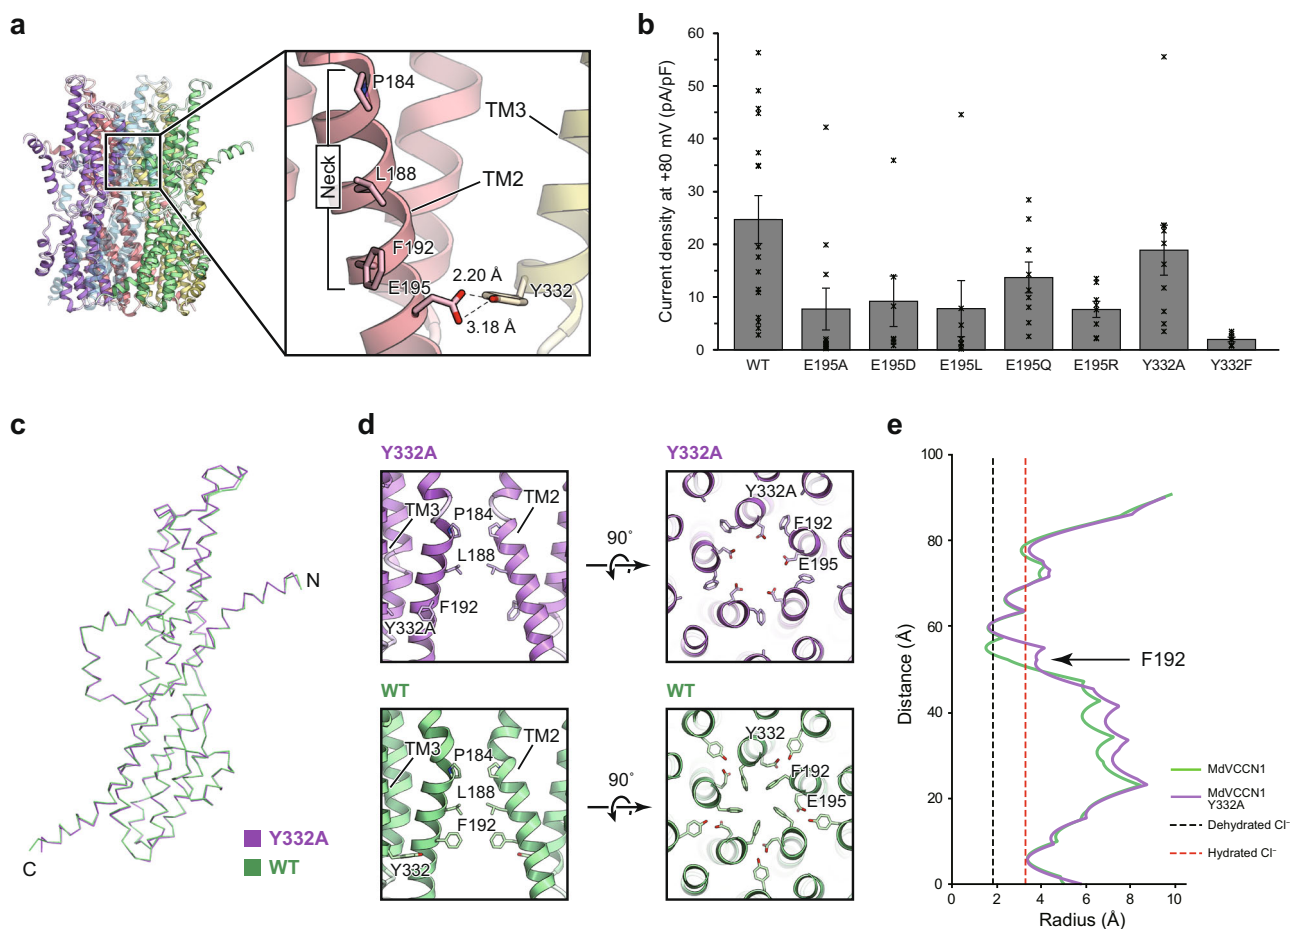 a
P184
TM3
Neck
L188
TM2
F192
2.20 Å
E195
Y332
3.18 Å
b
Current density at +80 mV (pA/pF)
60
50
40
30
20
10
0
WT
E195A
E195D
E195L
E195Q
E195R
Y332A
Y332F
c
N
C
Y332A
WT
d
Y332A
TM3
P184
TM2
L188
F192
Y332A
90°
Y332A
Y332A
F192
E195
WT
TM3
P184
TM2
L188
F192
Y332
90°
WT
Y332
F192
E195
e
Distance (Å)
100
80
60
40
20
0
F192
MdVCCN1
MdVCCN1
Y332A
Dehydrated Cl⁻
Hydrated Cl⁻
0
2
4
6
8
10
Radius (Å)